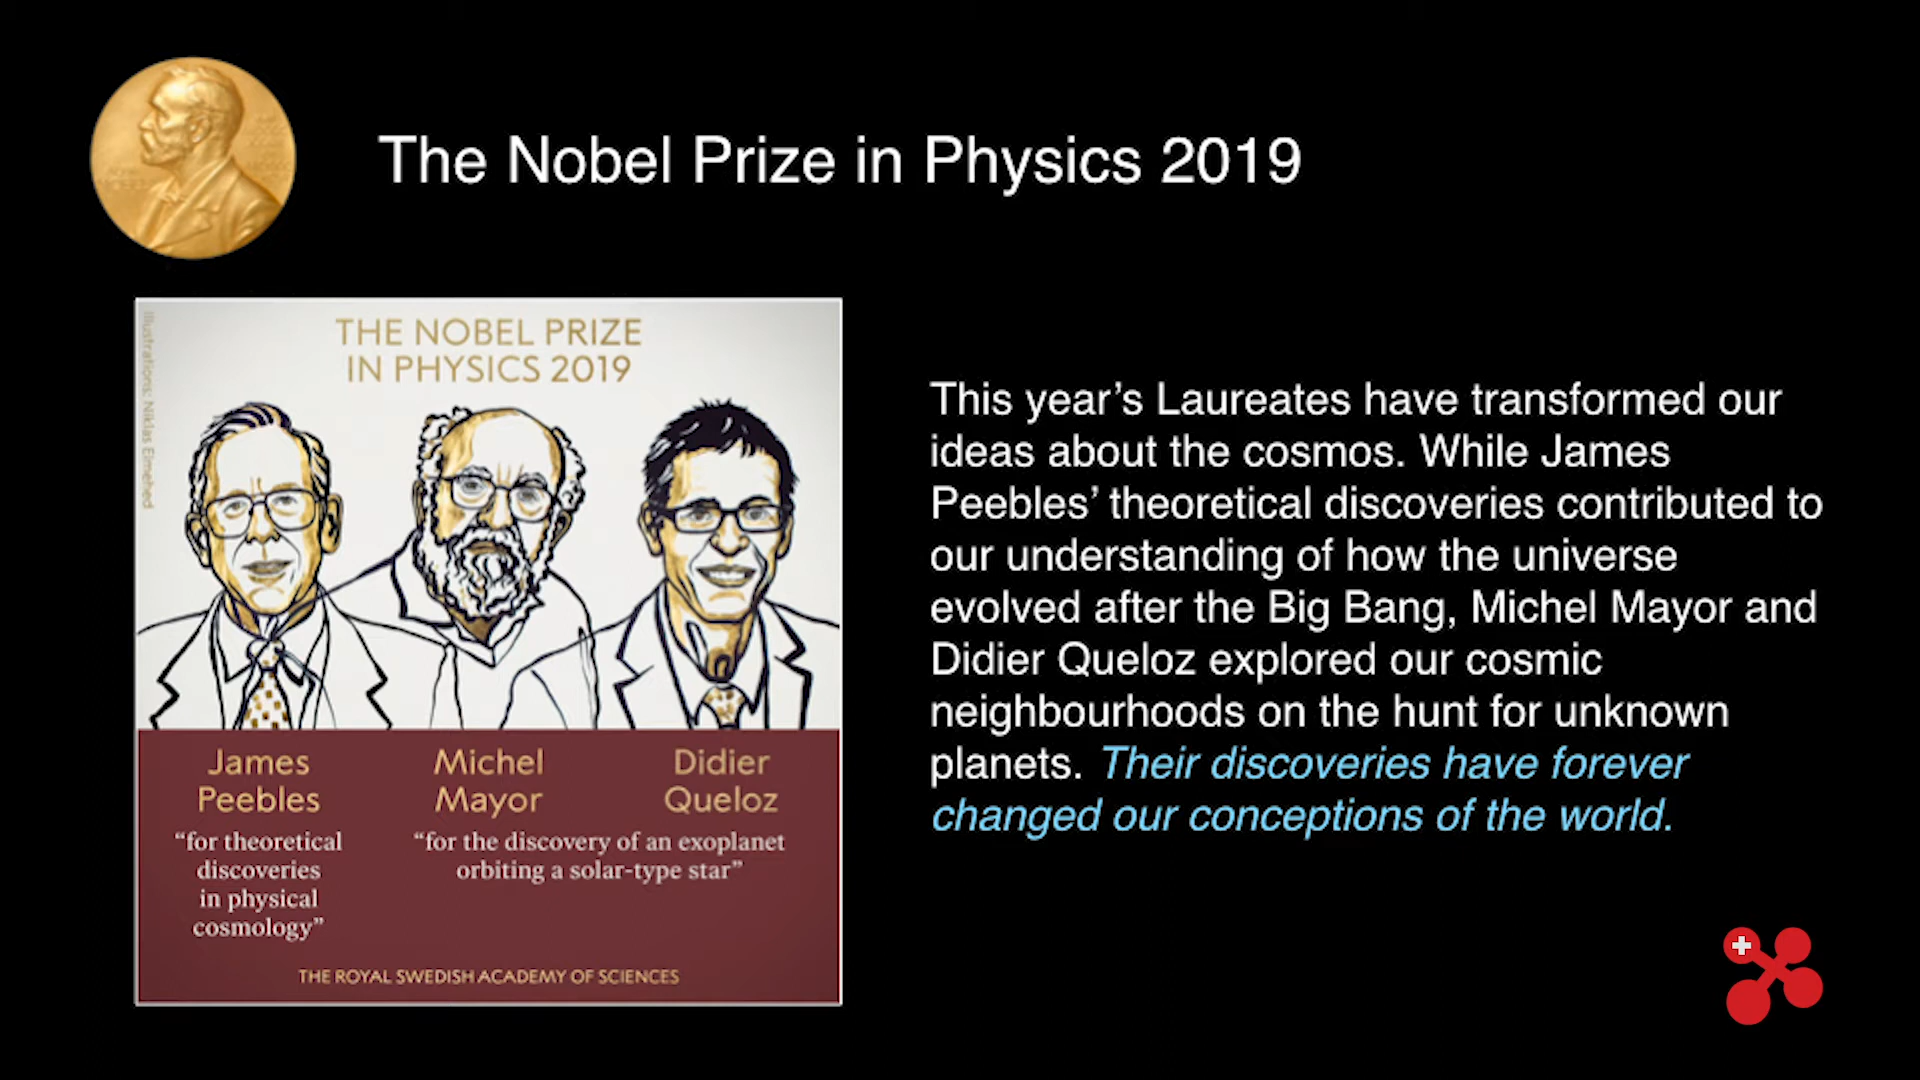 The Nobel Prize in Physics 2019
Illustrations: Niklas Elmehed
THE NOBEL PRIZE
IN PHYSICS 2019
James
Peebles
“for theoretical
discoveries
in physical
cosmology”
Michel
Mayor
Didier
Queloz
“for the discovery of an exoplanet
orbiting a solar-type star”
THE ROYAL SWEDISH ACADEMY OF SCIENCES
This year’s Laureates have transformed our
ideas about the cosmos. While James
Peebles’ theoretical discoveries contributed to
our understanding of how the universe
evolved after the Big Bang, Michel Mayor and
Didier Queloz explored our cosmic
neighbourhoods on the hunt for unknown
planets. Their discoveries have forever
changed our conceptions of the world.